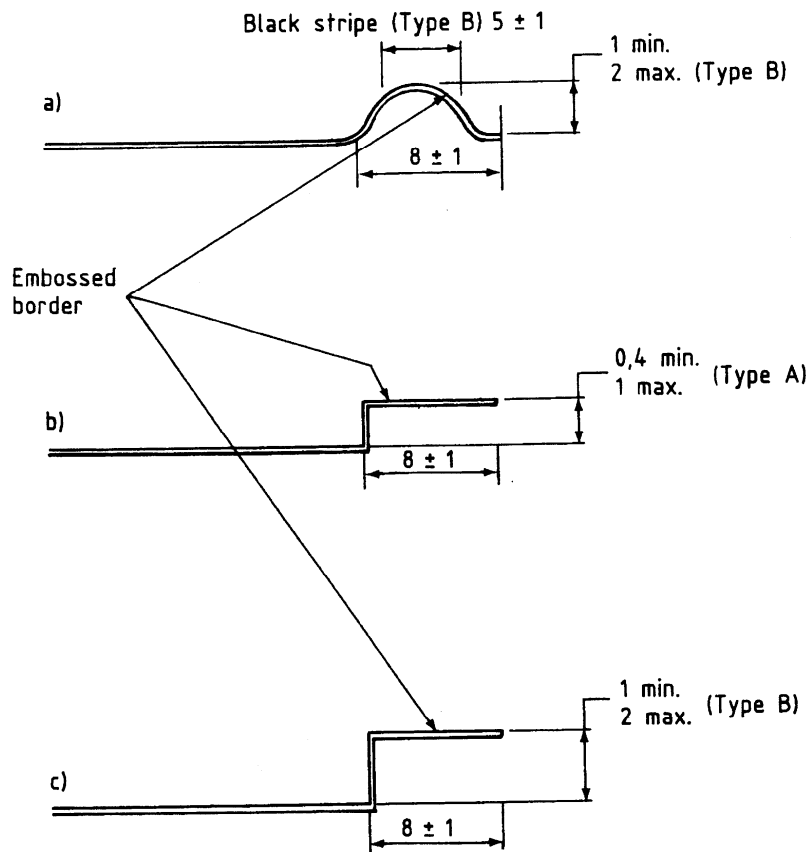 Black stripe (Type B) 5 ± 1
1 min.
2 max. (Type B)
a)
8 ± 1
Embossed
border
0,4 min.
1 max. (Type A)
b)
8 ± 1
1 min.
2 max. (Type B)
c)
8 ± 1